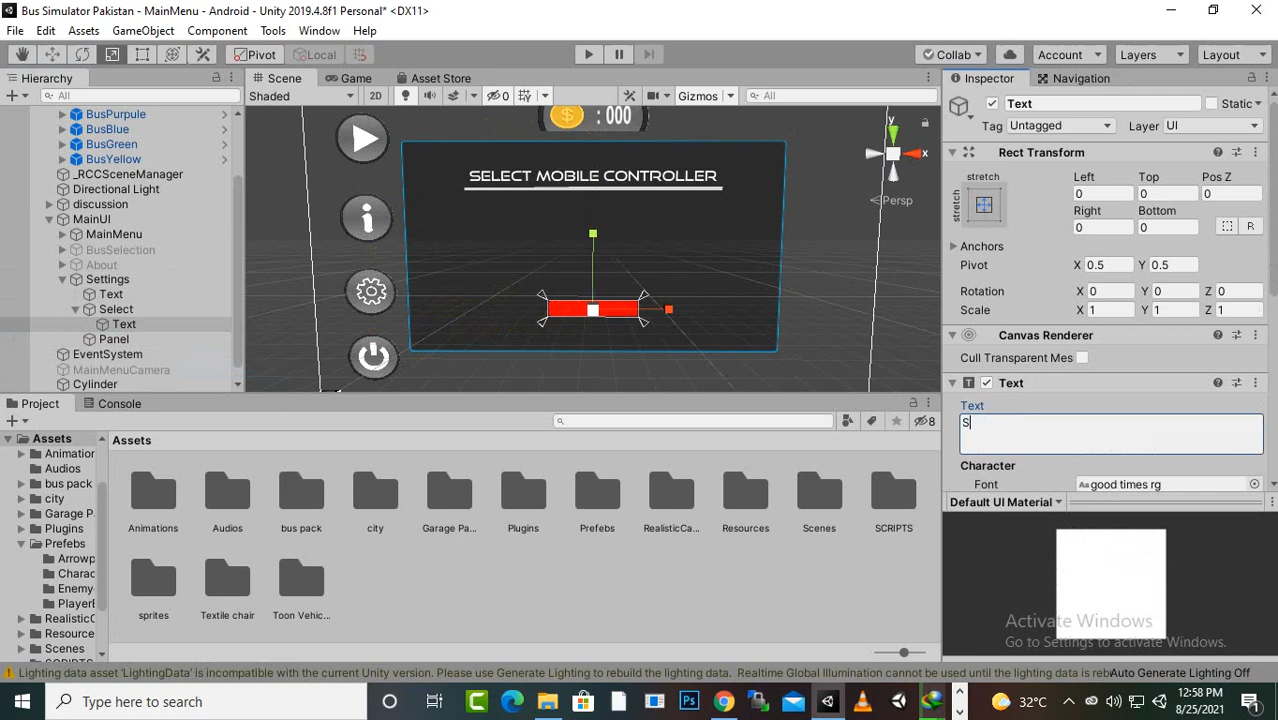 Bus Simulator Pakistan - MainMenu - Android - Unity 2019.4.8f1 Personal* <DX11>
File Edit Assets GameObject Component Tools Window Help
Pivot Local Collab Account Layers Layout
Hierarchy Scene Game Asset Store Inspector Navigation
All Shaded 2D 0 Gizmos All Text Static
Tag Untagged Layer UI
BusPurpule
BusBlue
BusGreen
BusYellow
_RCCSceneManager
Directional Light
discussion
MainUI
MainMenu
BusSelection
About
Settings
Text
Select
Text
Panel
EventSystem
MainMenuCamera
Cylinder
: 000
SELECT MOBILE CONTROLLER
y
x
Persp
Rect Transform
stretch Left Top Pos Z
stretch 0 0 0
Right Bottom
0 0 R
Anchors
Pivot X 0.5 Y 0.5
Rotation X 0 Y 0 Z 0
Scale X 1 Y 1 Z 1
Canvas Renderer
Cull Transparent Mes
Text
Text
S
Character
Font good times rg
Default UI Material
Project Console
8
Assets
Animation
Audios
bus pack
city
Garage P
Plugins
Prefebs
Arrowp
Charac
Enemy
PlayerE
RealisticC
Resource
Scenes
Assets
Animations Audios bus pack city Garage Pa... Plugins Prefebs RealisticCa... Resources Scenes SCRIPTS
sprites Textile chair Toon Vehic...
Activate Windows
Go to Settings to activate Windows.
Lighting data asset 'LightingData' is incompatible with the current Unity version. Please use Generate Lighting to rebuild the lighting data. Realtime Global Illumination cannot be used until the lighting data is reb Auto Generate Lighting Off
Type here to search
Ps
32°C
12:58 PM
8/25/2021
1